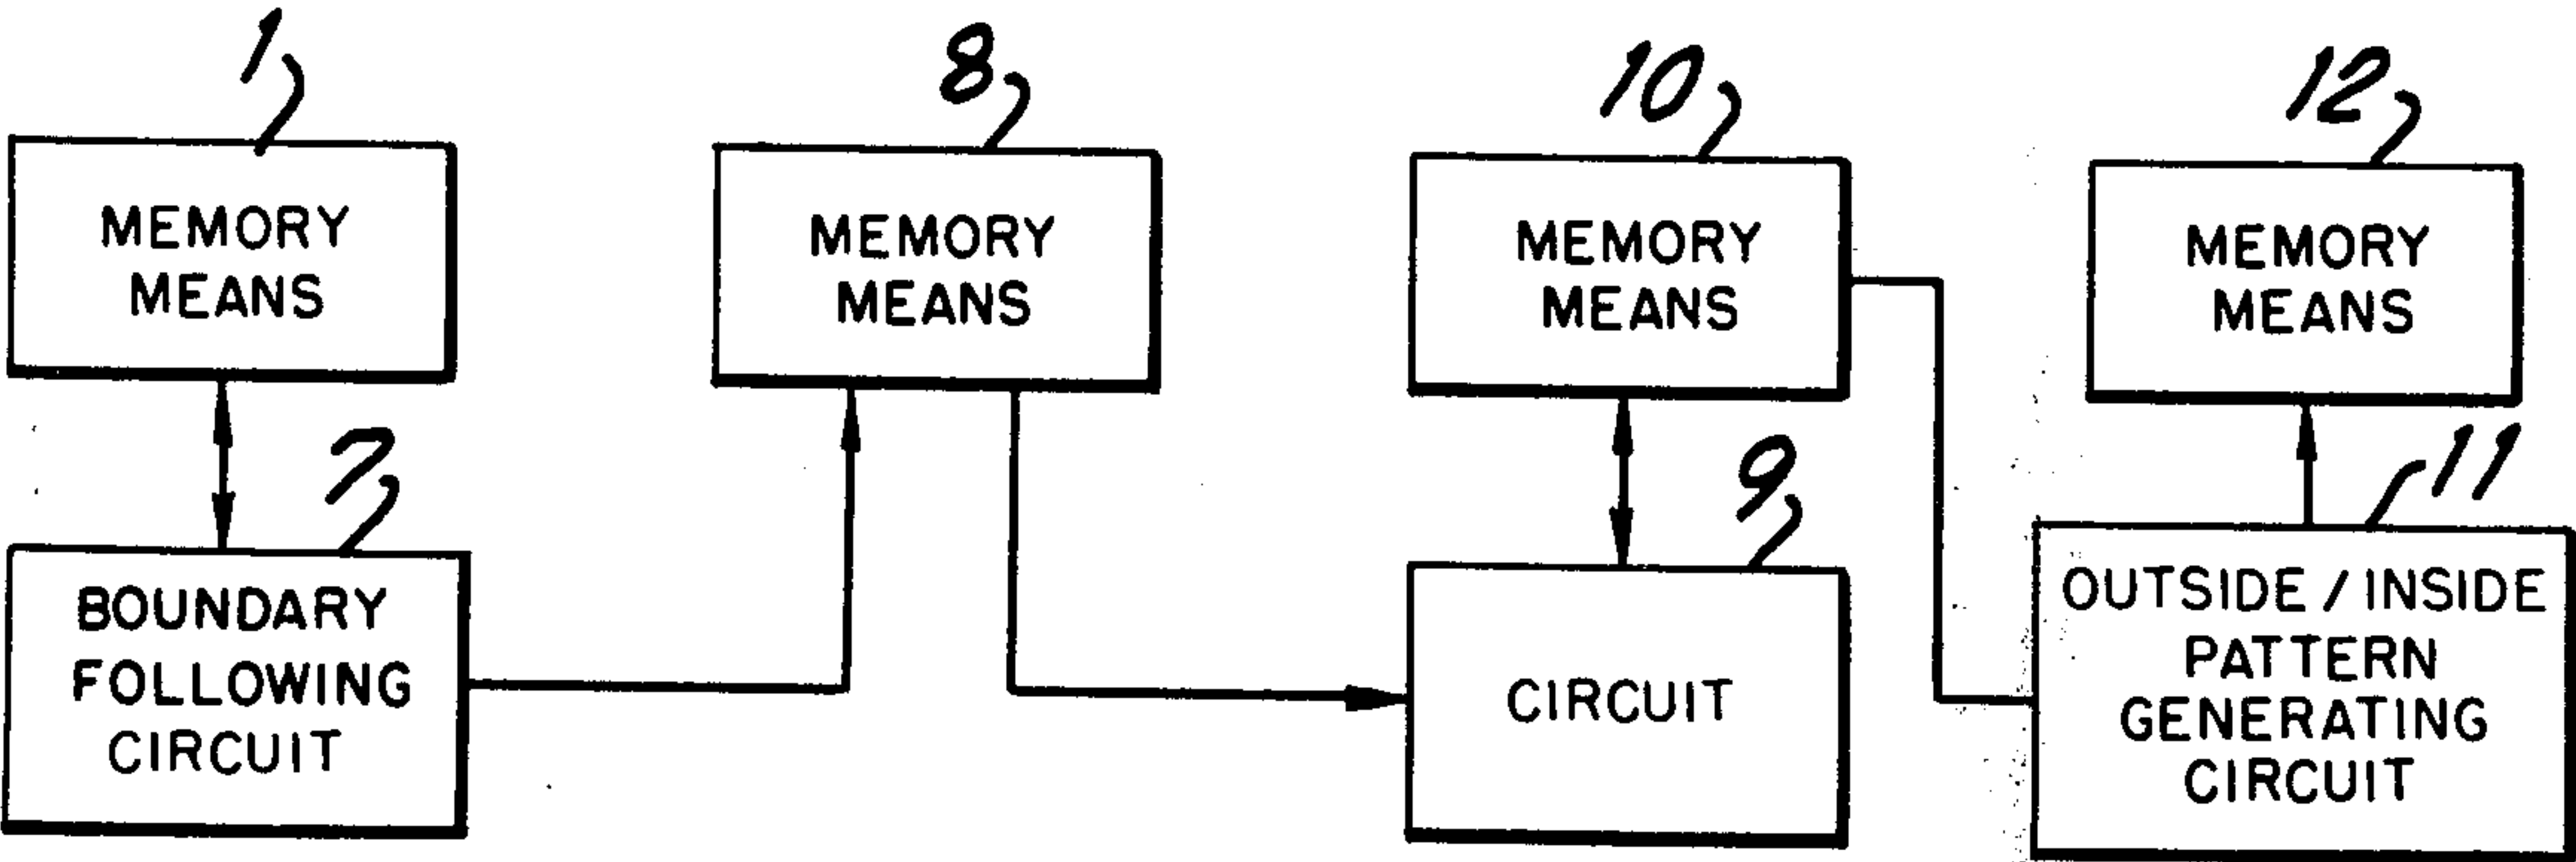 1
8
10
12
MEMORY
MEANS
MEMORY
MEANS
MEMORY
MEANS
MEMORY
MEANS
7
9
11
BOUNDARY
FOLLOWING
CIRCUIT
CIRCUIT
OUTSIDE / INSIDE
PATTERN
GENERATING
CIRCUIT